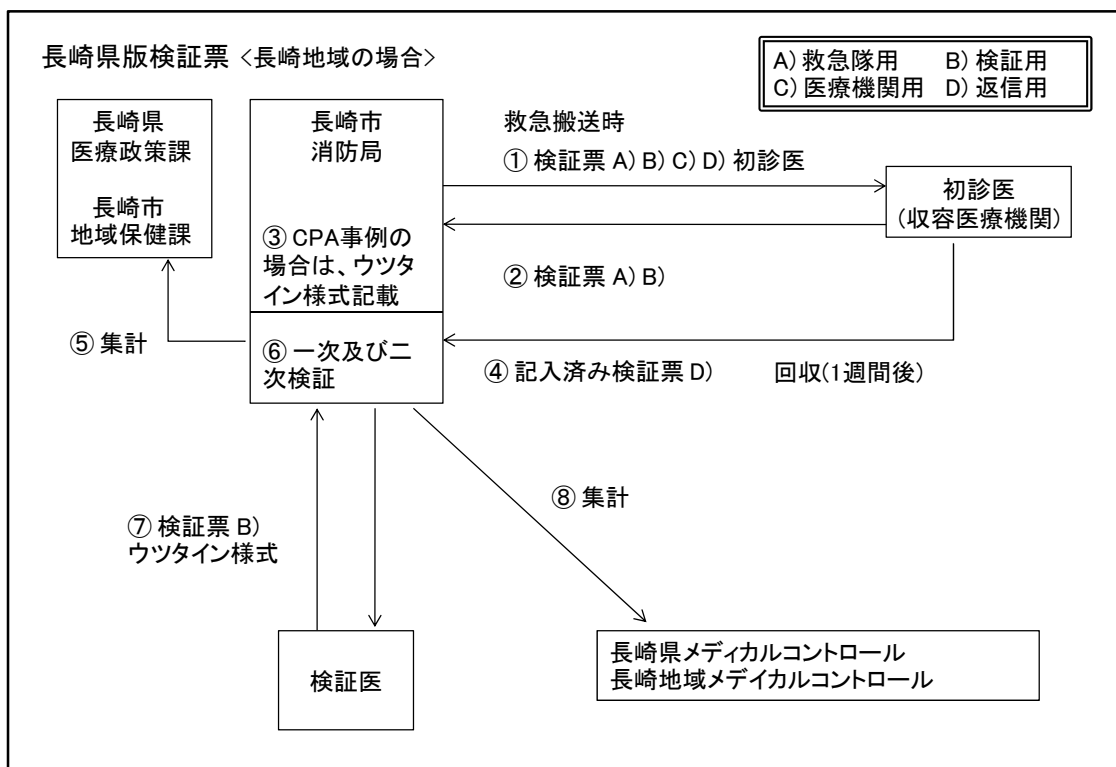 長崎県版検証票 <長崎地域の場合>
A) 救急隊用 B) 検証用
C) 医療機関用 D) 返信用
長崎県
医療政策課
長崎市
地域保健課
長崎市
消防局
③ CPA事例の
場合は、ウツタ
イン様式記載
⑥ 一次及び二
次検証
救急搬送時
① 検証票 A) B) C) D) 初診医
初診医
(収容医療機関)
② 検証票 A) B)
④ 記入済み検証票 D) 回収(1週間後)
⑤ 集計
⑦ 検証票 B)
ウツタイン様式
⑧ 集計
検証医
長崎県メディカルコントロール
長崎地域メデイカルコントロール